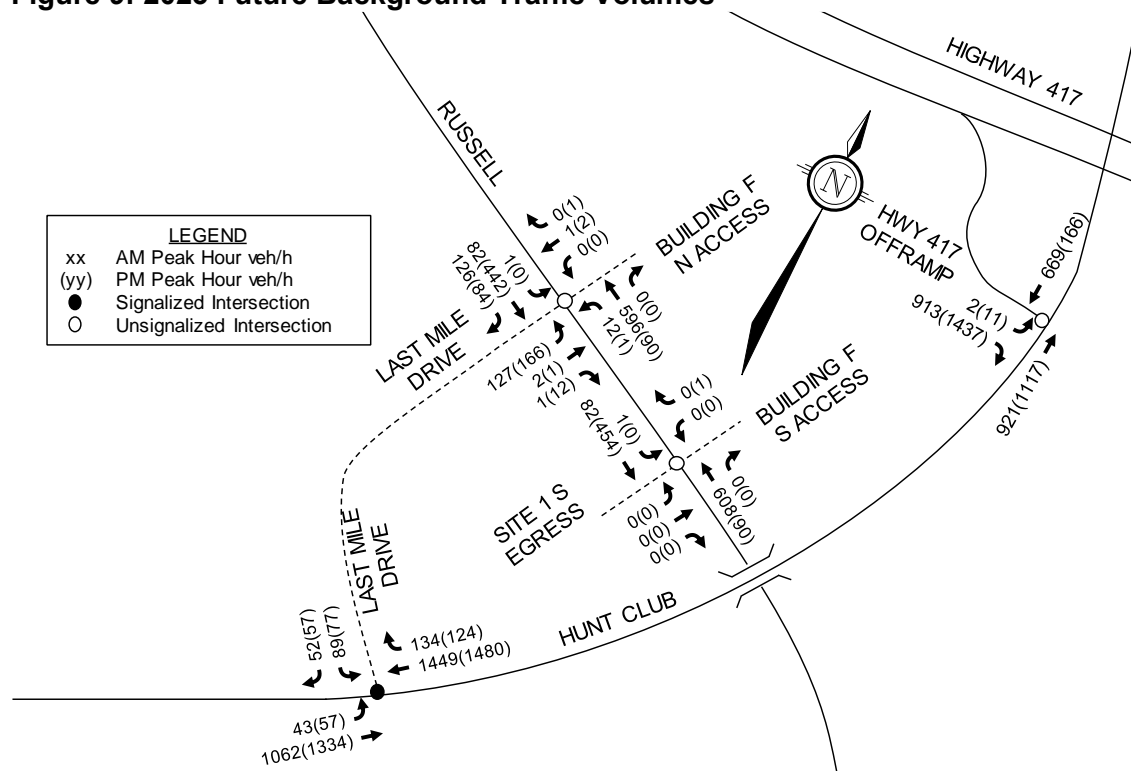 Figure 9: 2025 Future Background Traffic Volumes
HIGHWAY 417
RUSSELL
N
BUILDING F
N ACCESS
HWY 417
OFFRAMP
LEGEND
xx AM Peak Hour veh/h
(yy) PM Peak Hour veh/h
Signalized Intersection
Unsignalized Intersection
0(1)
1(2)
0(0)
1(0)
82(442)
126(84)
0(0)
596(90)
12(1)
127(166)
2(1)
1(12)
LAST MILE
DRIVE
669(166)
2(11)
913(1437)
921(1117)
0(1)
0(0)
BUILDING F
S ACCESS
1(0)
82(454)
0(0)
608(90)
0(0)
0(0)
0(0)
SITE 1 S
EGRESS
LAST MILE
DRIVE
HUNT CLUB
52(57)
89(77)
134(124)
1449(1480)
43(57)
1062(1334)